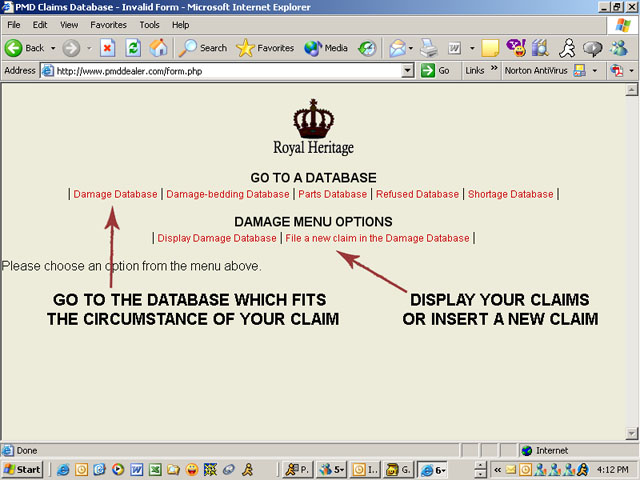 PMD Claims Database - Invalid Form - Microsoft Internet Explorer
File Edit View Favorites Tools Help
Back Search Favorites Media
Address http://www.pmddealer.com/form.php Go Links » Norton AntiVirus
Royal Heritage
GO TO A DATABASE
| Damage Database | Damage-bedding Database | Parts Database | Refused Database | Shortage Database |
DAMAGE MENU OPTIONS
| Display Damage Database | File a new claim in the Damage Database |
Please choose an option from the menu above.
GO TO THE DATABASE WHICH FITS
THE CIRCUMSTANCE OF YOUR CLAIM
DISPLAY YOUR CLAIMS
OR INSERT A NEW CLAIM
Done Internet
Start P. 5 I.. G. 6 « 4:12 PM